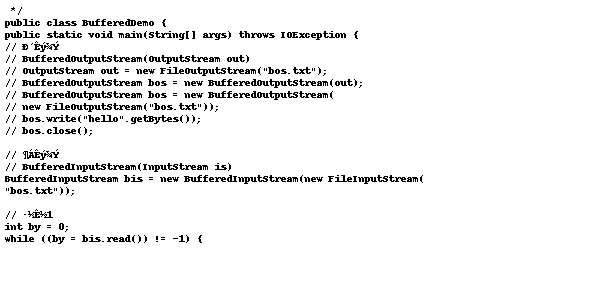 */
public class BufferedDemo {
public static void main(String[] args) throws IOException {
// Ð´Êý¾Ý
// BufferedOutputStream(OutputStream out)
// OutputStream out = new FileOutputStream("bos.txt");
// BufferedOutputStream bos = new BufferedOutputStream(out);
// BufferedOutputStream bos = new BufferedOutputStream(
// new FileOutputStream("bos.txt"));
// bos.write("hello".getBytes());
// bos.close();
// ¶ÁÊý¾Ý
// BufferedInputStream(InputStream is)
BufferedInputStream bis = new BufferedInputStream(new FileInputStream(
"bos.txt"));
// ·½Ê½1
int by = 0;
while ((by = bis.read()) != -1) {